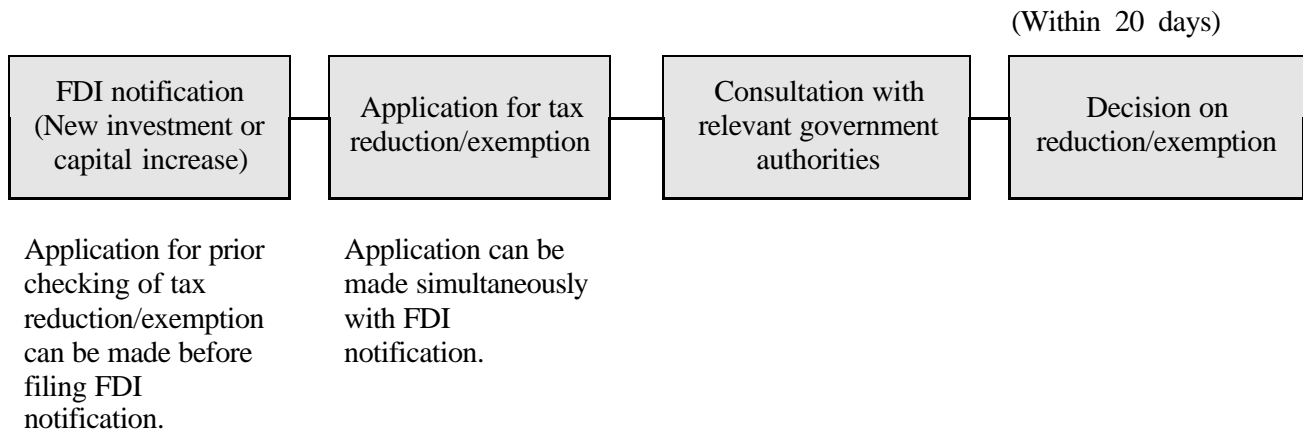 (Within 20 days)
FDI notification
(New investment or
capital increase)
Application for tax
reduction/exemption
Consultation with
relevant government
authorities
Decision on
reduction/exemption
Application for prior
checking of tax
reduction/exemption
can be made before
filing FDI
notification.
Application can be
made simultaneously
with FDI
notification.